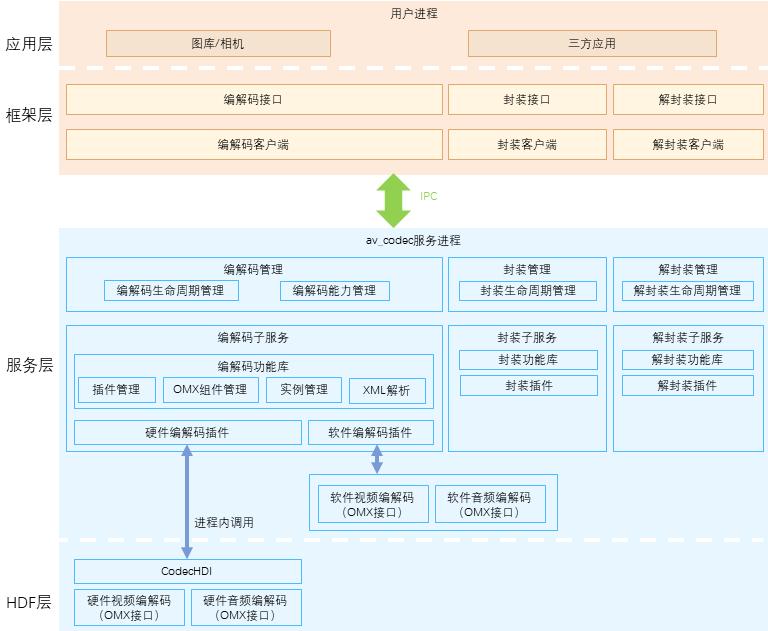 用户进程
应用层
图库/相机
三方应用
框架层
编解码接口
封装接口
解封装接口
编解码客户端
封装客户端
解封装客户端
IPC
av_codec服务进程
服务层
编解码管理
编解码生命周期管理
编解码能力管理
封装管理
封装生命周期管理
解封装管理
解封装生命周期管理
编解码子服务
编解码功能库
插件管理
OMX组件管理
实例管理
XML解析
硬件编解码插件
软件编解码插件
封装子服务
封装功能库
封装插件
解封装子服务
解封装功能库
解封装插件
软件视频编解码
（OMX接口）
软件音频编解码
（OMX接口）
进程内调用
HDF层
CodecHDI
硬件视频编解码
（OMX接口）
硬件音频编解码
（OMX接口）